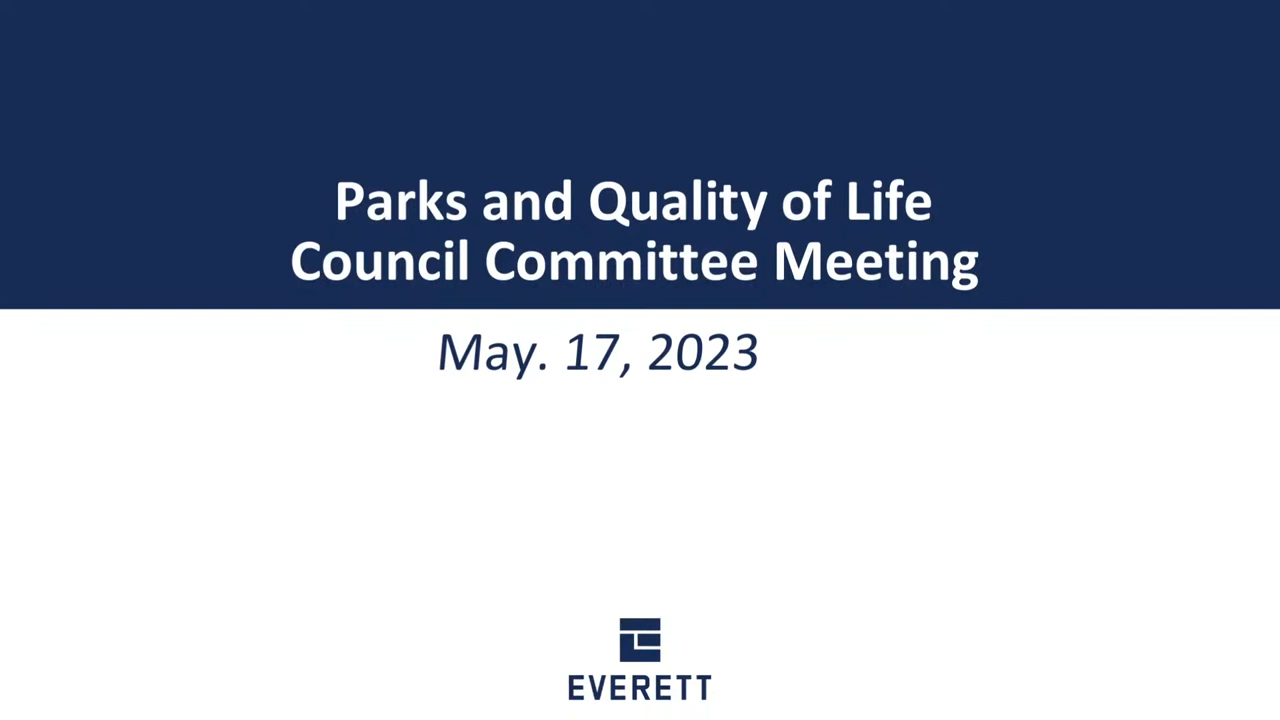 Parks and Quality of Life
Council Committee Meeting
May. 17, 2023
EVERETT